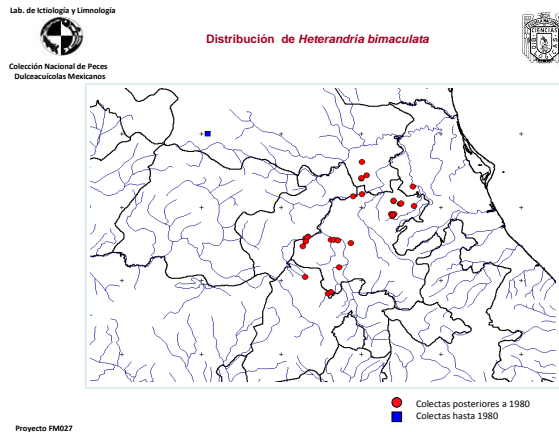 Lab. de Ictiología y Limnología
Distribución de Heterandria bimaculata
CIENCIAS
Colección Nacional de Peces
Dulceacuícolas Mexicanos
Colectas posteriores a 1980
Colectas hasta 1980
Proyecto FM027